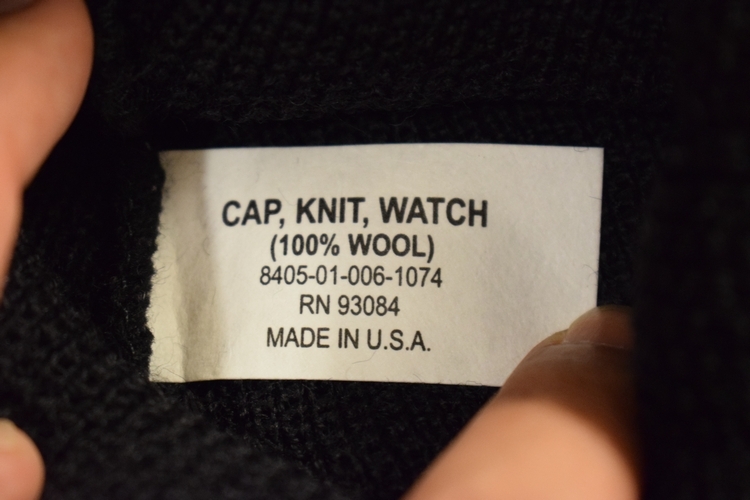 CAP, KNIT, WATCH
(100% WOOL)
8405-01-006-1074
RN 93084
MADE IN U.S.A.